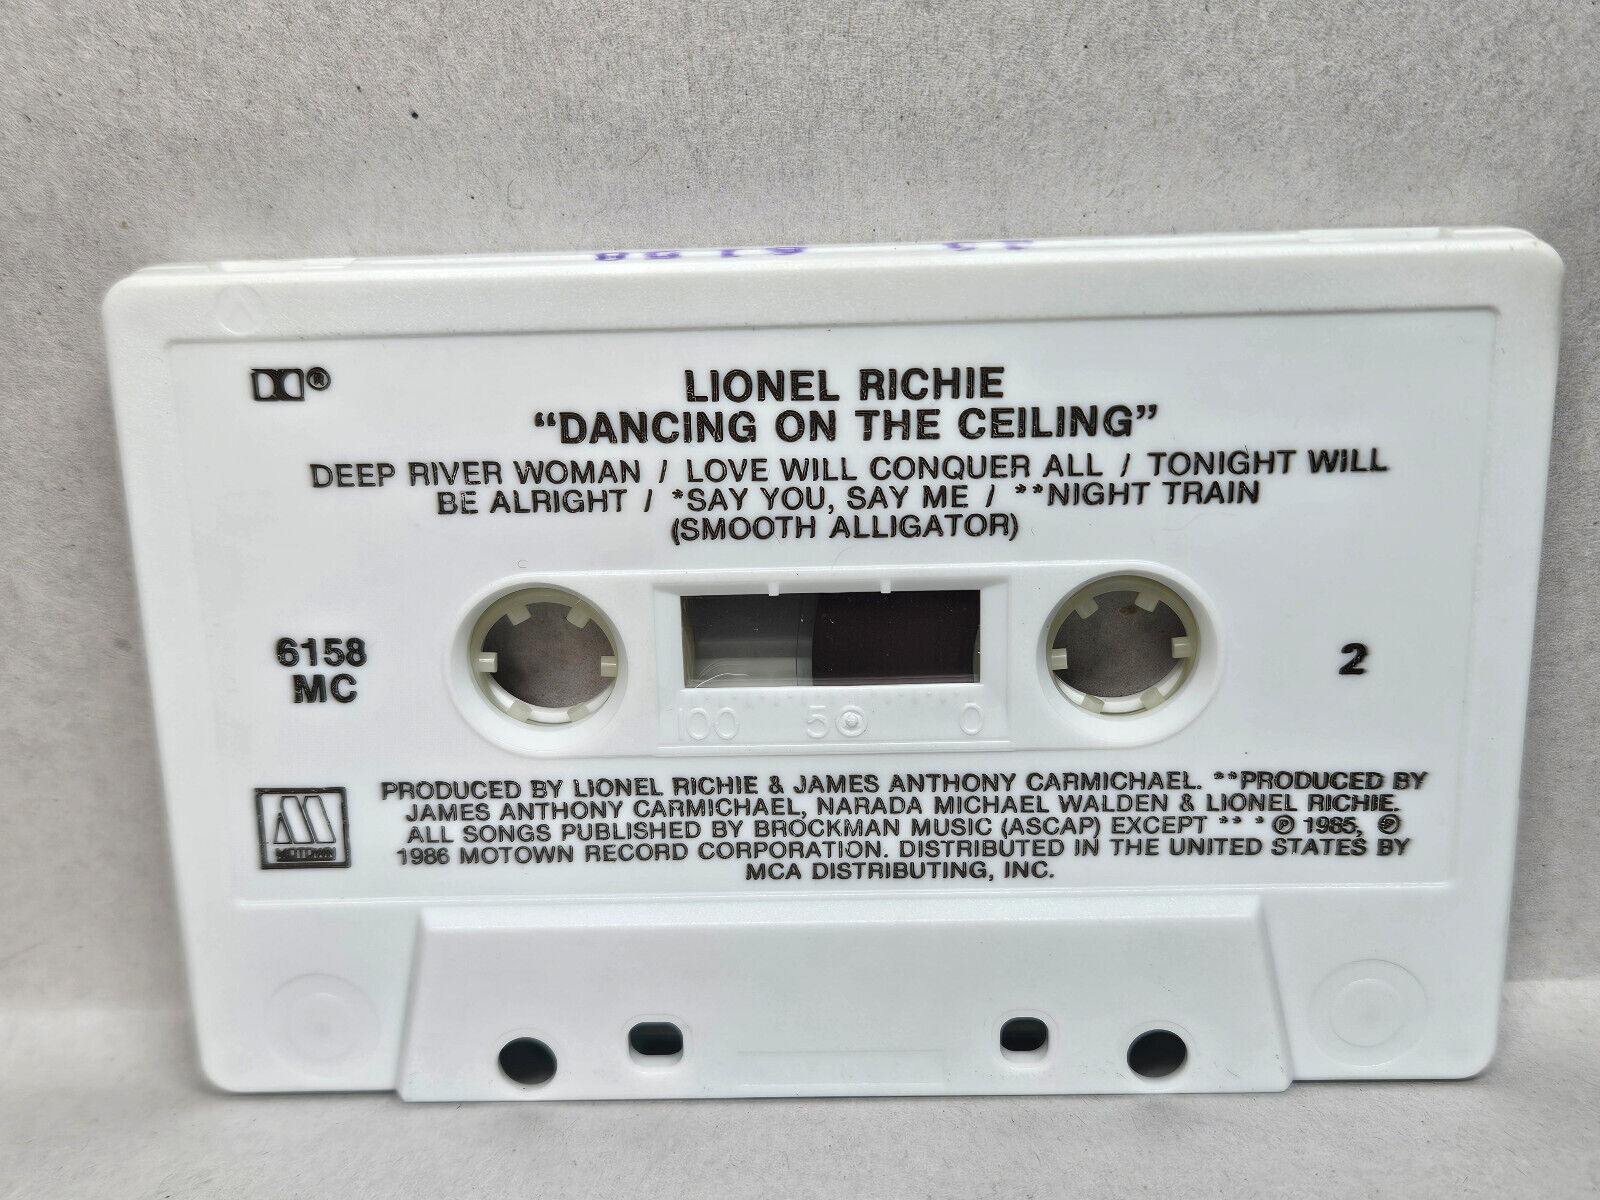 LIONEL RICHIE
“DANCING ON THE CEILING”
DEEP RIVER WOMAN / LOVE WILL CONQUER ALL / TONIGHT WILL
BE ALRIGHT / *SAY YOU, SAY ME / **NIGHT TRAIN
(SMOOTH ALLIGATOR)
6158
MC
2
100 50 0
MOTOWN
PRODUCED BY LIONEL RICHIE & JAMES ANTHONY CARMICHAEL. **PRODUCED BY
JAMES ANTHONY CARMICHAEL, NARADA MICHAEL WALDEN & LIONEL RICHIE.
ALL SONGS PUBLISHED BY BROCKMAN MUSIC (ASCAP) EXCEPT ** *℗ 1985, ℗
1986 MOTOWN RECORD CORPORATION. DISTRIBUTED IN THE UNITED STATES BY
MCA DISTRIBUTING, INC.